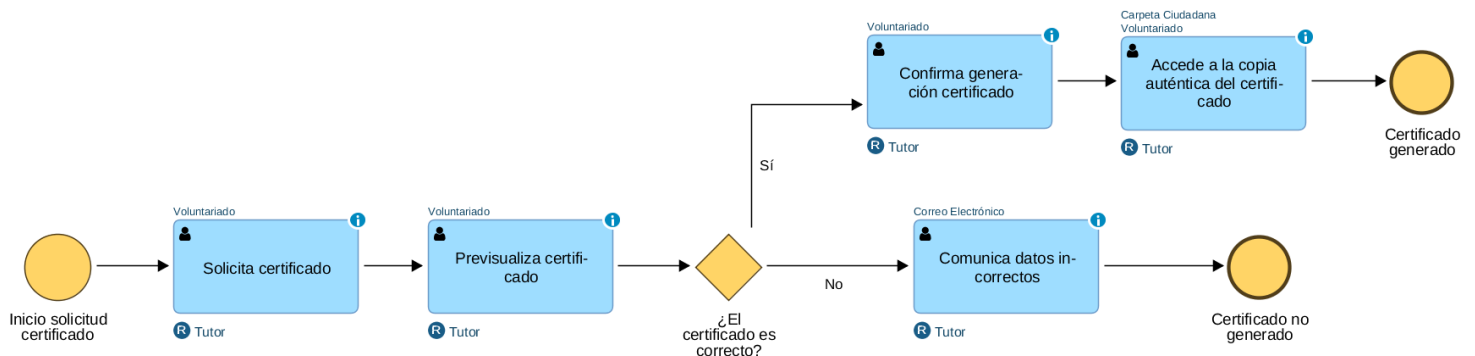 Voluntariado
Confirma genera-
ción certificado
R Tutor
Carpeta Ciudadana
Voluntariado
Accede a la copia
auténtica del certifi-
cado
R Tutor
Certificado
generado
Sí
Inicio solicitud
certificado
Voluntariado
Solicita certificado
R Tutor
Voluntariado
Previsualiza certifi-
cado
R Tutor
¿El
certificado es
correcto?
No
Correo Electrónico
Comunica datos in-
correctos
R Tutor
Certificado no
generado